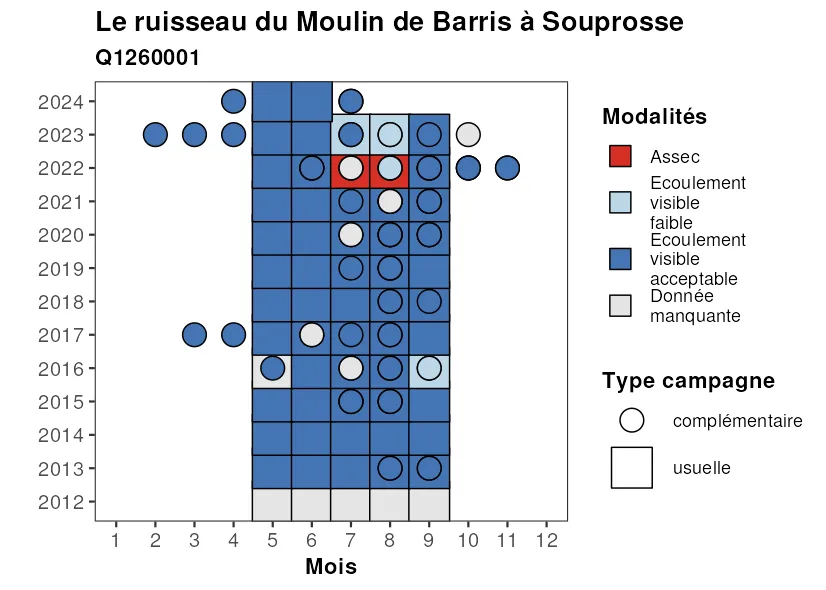 Le ruisseau du Moulin de Barris à Souprosse
Q1260001
2024
2023
2022
2021
2020
2019
2018
2017
2016
2015
2014
2013
2012
1 2 3 4 5 6 7 8 9 10 11 12
Mois
Modalités
Assec
Ecoulement
visible
faible
Ecoulement
visible
acceptable
Donnée
manquante
Type campagne
complémentaire
usuelle